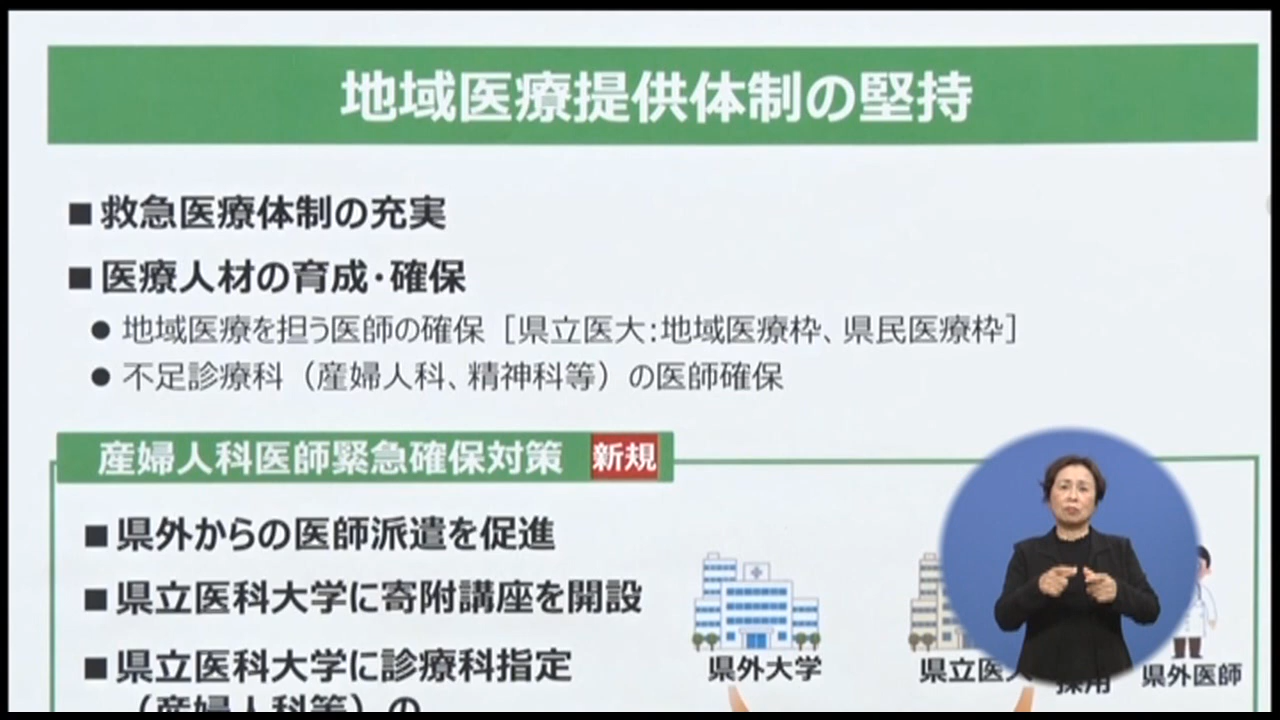 地域医療提供体制の堅持
■ 救急医療体制の充実
■ 医療人材の育成・確保
● 地域医療を担う医師の確保［県立医大:地域医療枠、県民医療枠］
● 不足診療科（産婦人科、精神科等）の医師確保
産婦人科医師緊急確保対策 新規
■ 県外からの医師派遣を促進
■ 県立医科大学に寄附講座を開設
■ 県立医科大学に診療科指定
（産婦人科等）の
県外大学
県立医
採用
県外医師